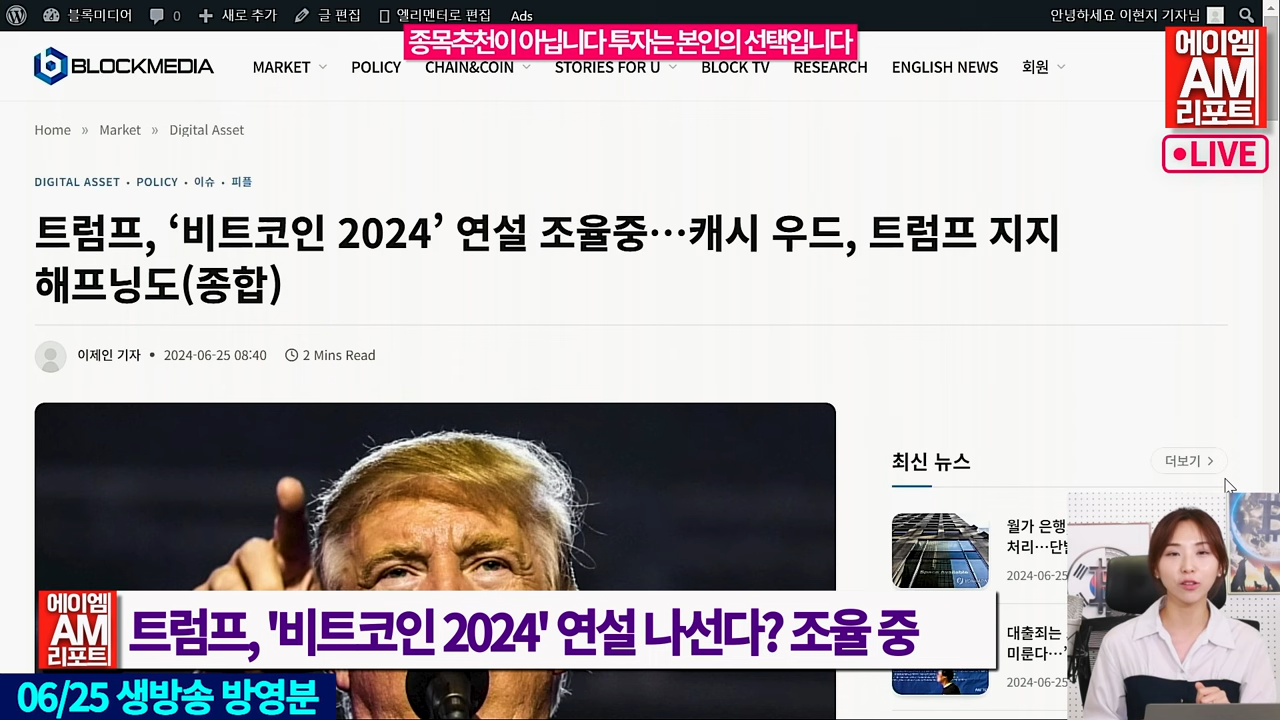 블록미디어
0
새로 추가
글 편집
엘리멘터로 편집
Ads
안녕하세요 이현지 기자님
종목추천이 아닙니다 투자는 본인의 선택입니다
BLOCKMEDIA
MARKET
POLICY
CHAIN&COIN
STORIES FOR U
BLOCK TV
RESEARCH
ENGLISH NEWS
회원
에이엠
AM
리포트
LIVE
Home » Market » Digital Asset
DIGITAL ASSET • POLICY • 이슈 • 피플
트럼프, ‘비트코인 2024’ 연설 조율중…캐시 우드, 트럼프 지지
해프닝도(종합)
이제인 기자 • 2024-06-25 08:40 2 Mins Read
최신 뉴스
더보기
월가 은행
처리…단
2024-06-25
대출죄는
미룬다…’
2024-06-25
에이엠
AM
리포트
트럼프, '비트코인 2024' 연설 나선다? 조율 중
06/25 생방송 방영분